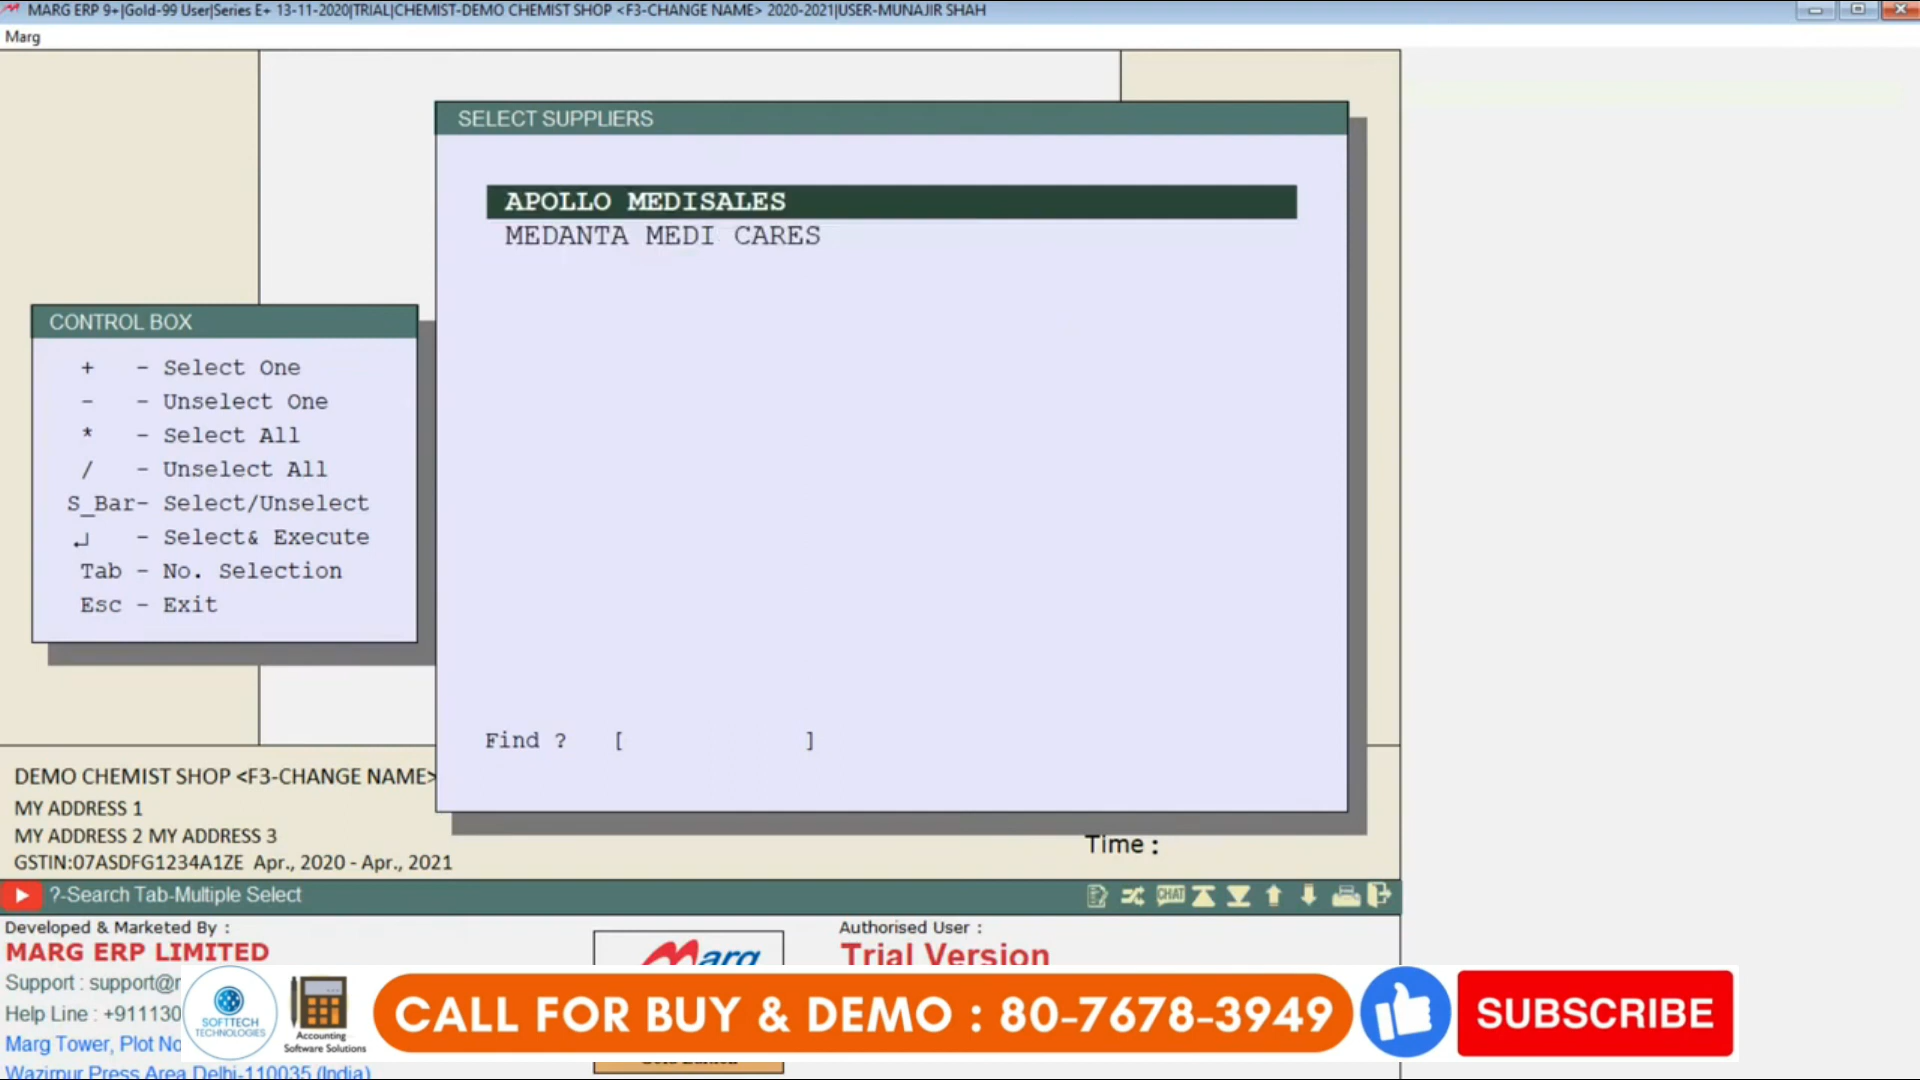 MARG ERP 9+|Gold-99 User|Series E+ 13-11-2020|TRIAL|CHEMIST-DEMO CHEMIST SHOP <F3-CHANGE NAME> 2020-2021|USER-MUNAJIR SHAH
Marg
SELECT SUPPLIERS
APOLLO MEDISALES
MEDANTA MEDI CARES
CONTROL BOX
+ - Select One
- - Unselect One
* - Select All
/ - Unselect All
S_Bar- Select/Unselect
↵ - Select& Execute
Tab - No. Selection
Esc - Exit
Find ? [ ]
DEMO CHEMIST SHOP <F3-CHANGE NAME>
MY ADDRESS 1
MY ADDRESS 2 MY ADDRESS 3
GSTIN:07ASDFG1234A1ZE Apr., 2020 - Apr., 2021
Time :
?-Search Tab-Multiple Select
CHAT
Developed & Marketed By :
MARG ERP LIMITED
Support : support@
Help Line : +911130
Marg Tower, Plot No
Wazirpur Press Area Delhi-110035 (India)
Marg
Authorised User :
Trial Version
SOFTTECH
TECHNOLOGIES
Accounting
Software Solutions
CALL FOR BUY & DEMO : 80-7678-3949
SUBSCRIBE